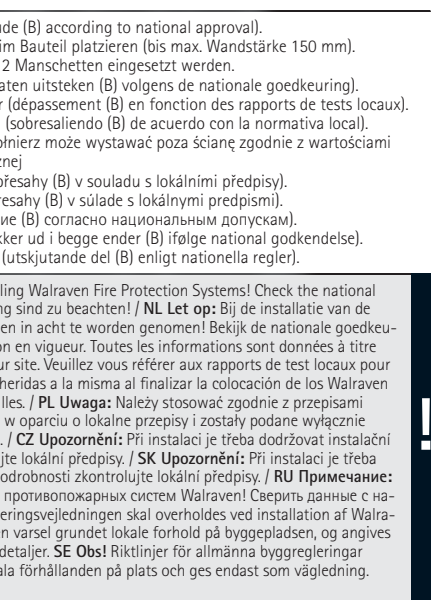 ude (B) according to national approval).
im Bauteil platzieren (bis max. Wandstärke 150 mm).
2 Manschetten eingesetzt werden.
aten uitsteken (B) volgens de nationale goedkeuring).
r (dépassement (B) en fonction des rapports de tests locaux).
(sobresaliendo (B) de acuerdo con la normativa local).
ołnierz może wystawać poza ścianę zgodnie z wartościami
znej
přesahy (B) v souladu s lokálními předpisy).
resahy (B) v súlade s lokálnymi predpismi).
ие (B) согласно национальным допускам).
kker ud i begge ender (B) ifølge national godkendelse).
(utskjutande del (B) enligt nationella regler).
ling Walraven Fire Protection Systems! Check the national
ng sind zu beachten! / NL Let op: Bij de installatie van de
en in acht te worden genomen! Bekijk de nationale goedkeu-
on en vigueur. Toutes les informations sont données à titre
ur site. Veuillez vous référer aux rapports de test locaux pour
heridas a la misma al finalizar la colocación de los Walraven
lles. / PL Uwaga: Należy stosować zgodnie z przepisami
w oparciu o lokalne przepisy i zostały podane wyłącznie
. / CZ Upozornění: Při instalaci je třeba dodržovat instalační
jte lokální předpisy. / SK Upozornění: Při instalaci je třeba
podrobnosti zkontrolujte lokální předpisy. / RU Примечание:
противопожарных систем Walraven! Сверить данные с на-
eringsvejledningen skal overholdes ved installation af Walra-
n varsel grundet lokale forhold på byggepladsen, og angives
detaljer. SE Obs! Riktlinjer för allmänna byggregleringar
ala förhållanden på plats och ges endast som vägledning.
!